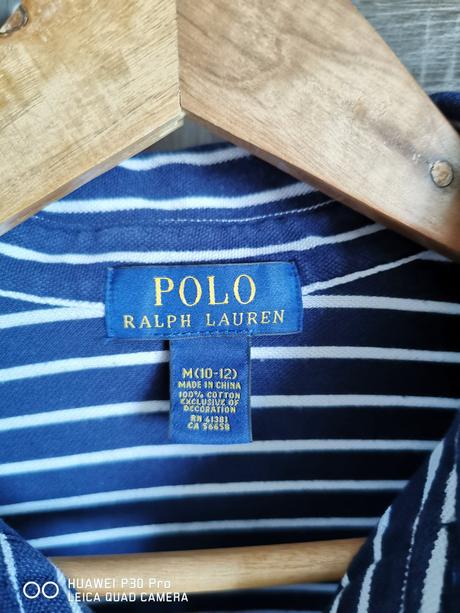 POLO
RALPH LAUREN
M (10-12)
MADE IN CHINA
100% COTTON
EXCLUSIVE OF
DECORATION
RN 41381
CA 56658
HUAWEI P30 Pro
LEICA QUAD CAMERA